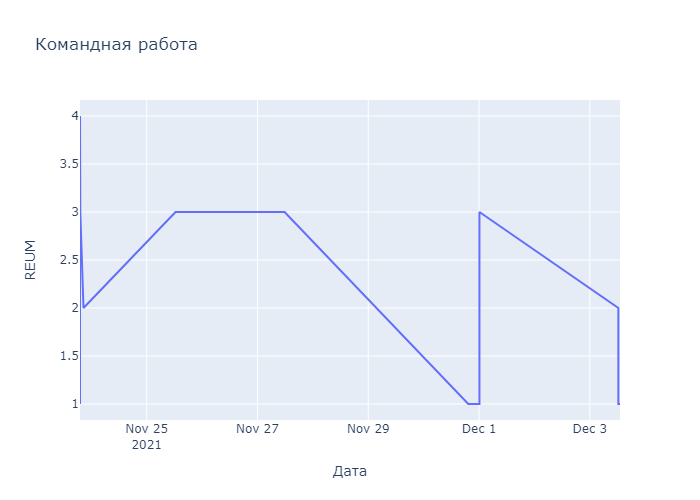 Командная работа
4
3.5
3
2.5
2
1.5
1
REUM
Nov 25
2021
Nov 27
Nov 29
Dec 1
Dec 3
Дата